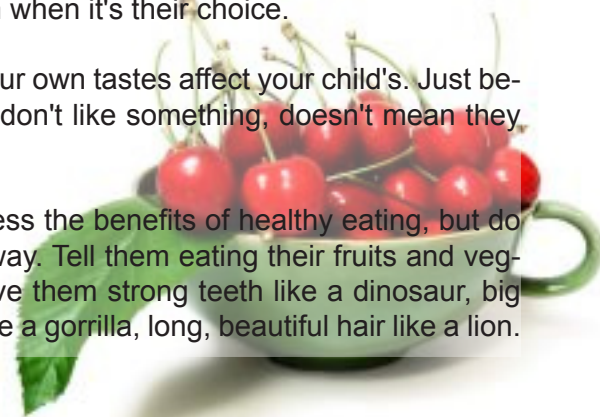 when it's their choice.
ur own tastes affect your child's. Just be-
don't like something, doesn't mean they
ess the benefits of healthy eating, but do
way. Tell them eating their fruits and veg-
ve them strong teeth like a dinosaur, big
e a gorrilla, long, beautiful hair like a lion.